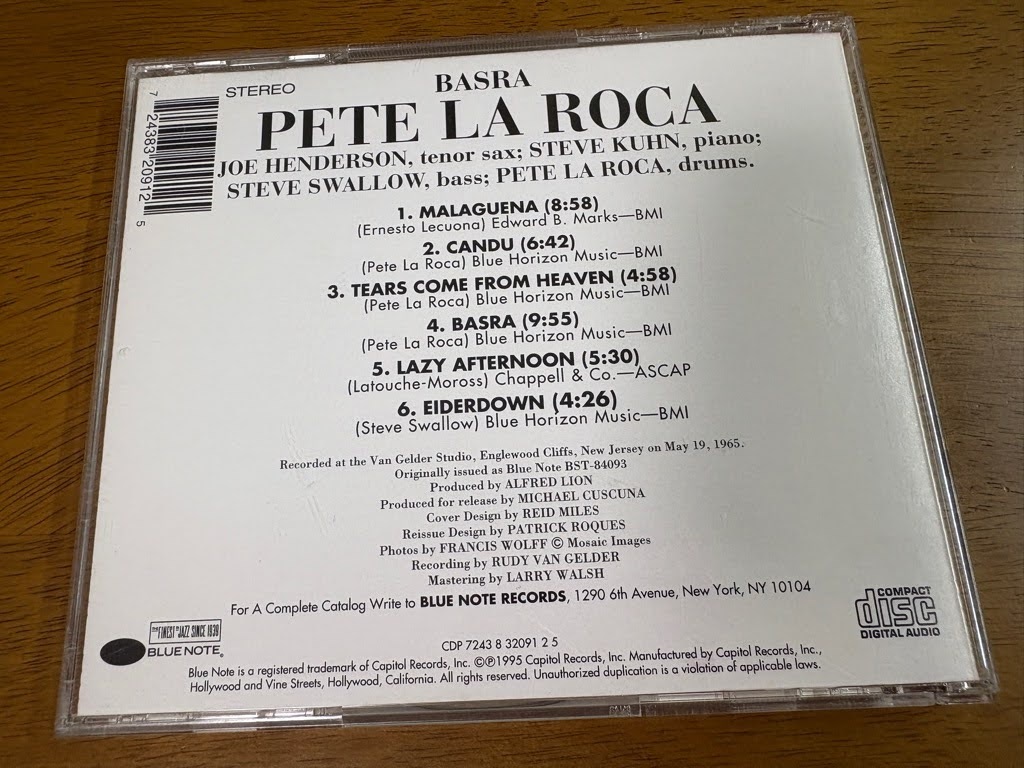 STEREO
BASRA
PETE LA ROCA
JOE HENDERSON, tenor sax; STEVE KUHN, piano;
STEVE SWALLOW, bass; PETE LA ROCA, drums.
7 24383 20912 5
1. MALAGUENA (8:58)
(Ernesto Lecuona) Edward B. Marks—BMI
2. CANDU (6:42)
(Pete La Roca) Blue Horizon Music—BMI
3. TEARS COME FROM HEAVEN (4:58)
(Pete La Roca) Blue Horizon Music—BMI
4. BASRA (9:55)
(Pete La Roca) Blue Horizon Music—BMI
5. LAZY AFTERNOON (5:30)
(Latouche-Moross) Chappell & Co.—ASCAP
6. EIDERDOWN (4:26)
(Steve Swallow) Blue Horizon Music—BMI
Recorded at the Van Gelder Studio, Englewood Cliffs, New Jersey on May 19, 1965.
Originally issued as Blue Note BST-84093
Produced by ALFRED LION
Produced for release by MICHAEL CUSCUNA
Cover Design by REID MILES
Reissue Design by PATRICK ROQUES
Photos by FRANCIS WOLFF © Mosaic Images
Recording by RUDY VAN GELDER
Mastering by LARRY WALSH
For A Complete Catalog Write to BLUE NOTE RECORDS, 1290 6th Avenue, New York, NY 10104
COMPACT
disc
DIGITAL AUDIO
THE FINEST IN JAZZ SINCE 1939
BLUE NOTE®
CDP 7243 8 32091 2 5
Blue Note is a registered trademark of Capitol Records, Inc. ©℗1995 Capitol Records, Inc. Manufactured by Capitol Records, Inc.,
Hollywood and Vine Streets, Hollywood, California. All rights reserved. Unauthorized duplication is a violation of applicable laws.